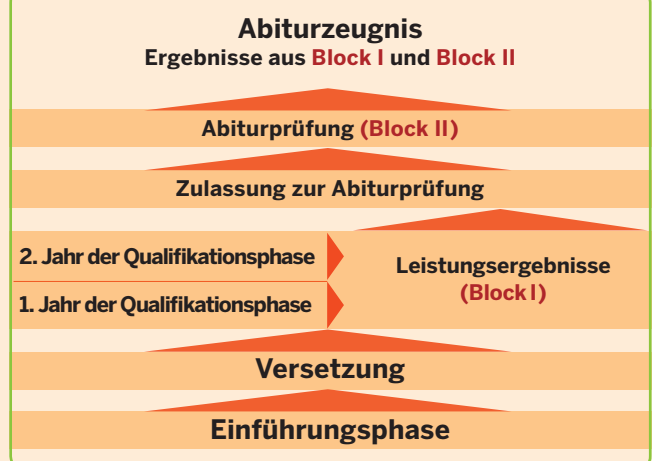 Abiturzeugnis
Ergebnisse aus Block I und Block II
Abiturprüfung (Block II)
Zulassung zur Abiturprüfung
2. Jahr der Qualifikationsphase
1. Jahr der Qualifikationsphase
Leistungsergebnisse
(Block I)
Versetzung
Einführungsphase